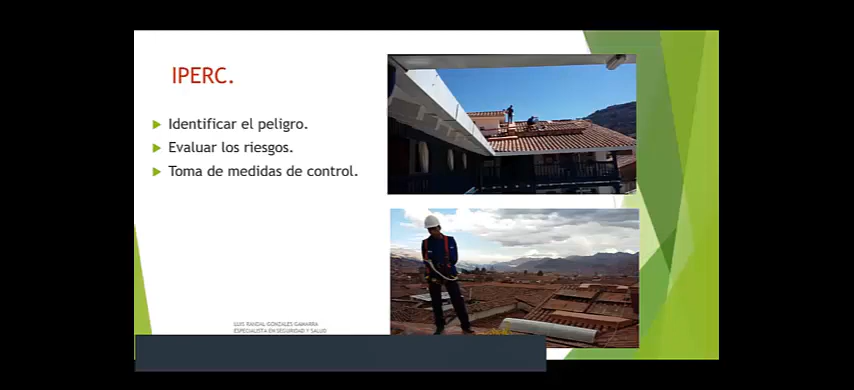 IPERC.
Identificar el peligro.
Evaluar los riesgos.
Toma de medidas de control.
LUIS RANDAL GONZALES GAMARRA
ESPECIALISTA EN SEGURIDAD Y SALUD